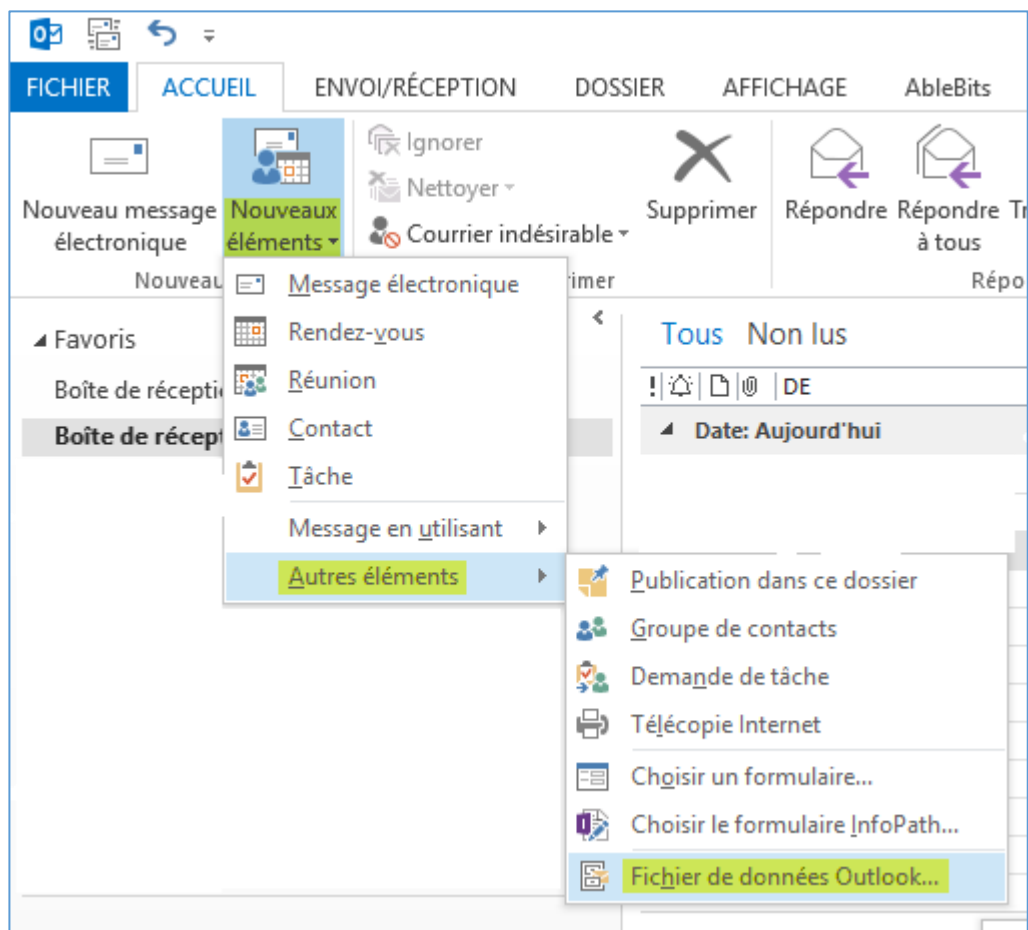 FICHIER ACCUEIL ENVOI/RÉCEPTION DOSSIER AFFICHAGE AbleBits
Ignorer
Nettoyer
Courrier indésirable
Nouveau message
électronique
Nouveaux
éléments
Supprimer
Répondre
Répondre
à tous
Tr
Nouveau
imer
Répo
Message électronique
Rendez-vous
Réunion
Contact
Tâche
Message en utilisant
Autres éléments
Favoris
Boîte de récepti
Boîte de récept
Tous Non lus
! DE
Date: Aujourd'hui
Publication dans ce dossier
Groupe de contacts
Demande de tâche
Télécopie Internet
Choisir un formulaire...
Choisir le formulaire InfoPath...
Fichier de données Outlook...